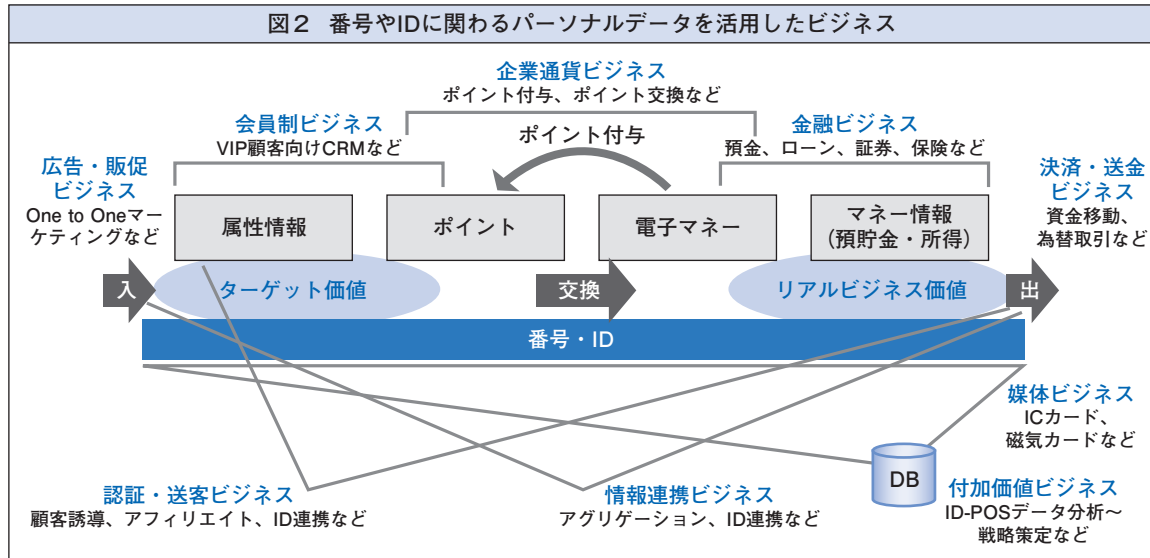 図2 番号やIDに関わるパーソナルデータを活用したビジネス
企業通貨ビジネス
ポイント付与、ポイント交換など
会員制ビジネス
VIP顧客向けCRMなど
ポイント付与
金融ビジネス
預金、ローン、証券、保険など
広告・販促
ビジネス
One to Oneマー
ケティングなど
決済・送金
ビジネス
資金移動、
為替取引など
属性情報
ポイント
電子マネー
マネー情報
(預貯金・所得)
入
ターゲット価値
交換
リアルビジネス価値
出
番号・ID
媒体ビジネス
ICカード、
磁気カードなど
DB
認証・送客ビジネス
顧客誘導、アフィリエイト、ID連携など
情報連携ビジネス
アグリゲーション、ID連携など
付加価値ビジネス
ID-POSデータ分析〜
戦略策定など